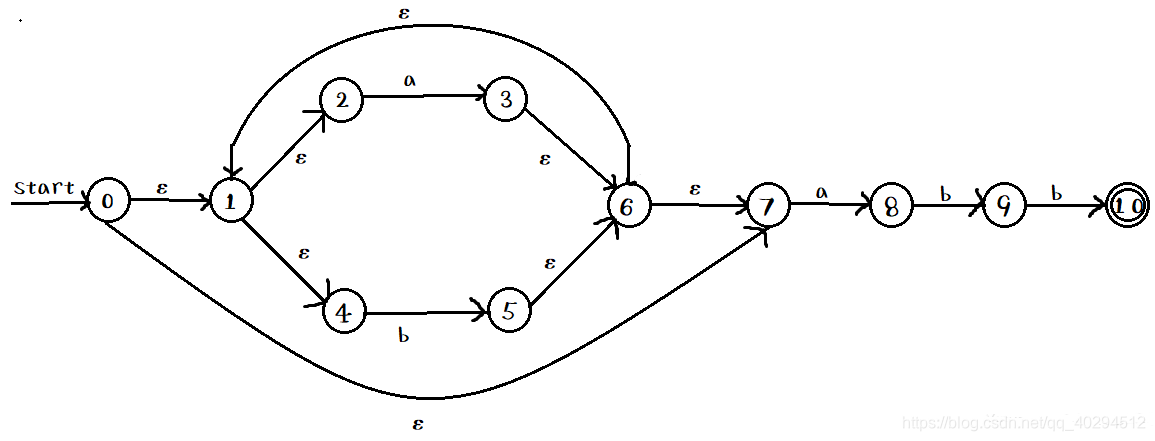 ε
2 a 3
ε ε
start 0 ε 1 6 ε 7 a 8 b 9 b 10
ε ε
4 b 5
ε
https://blog.csdn.net/qq_40294512